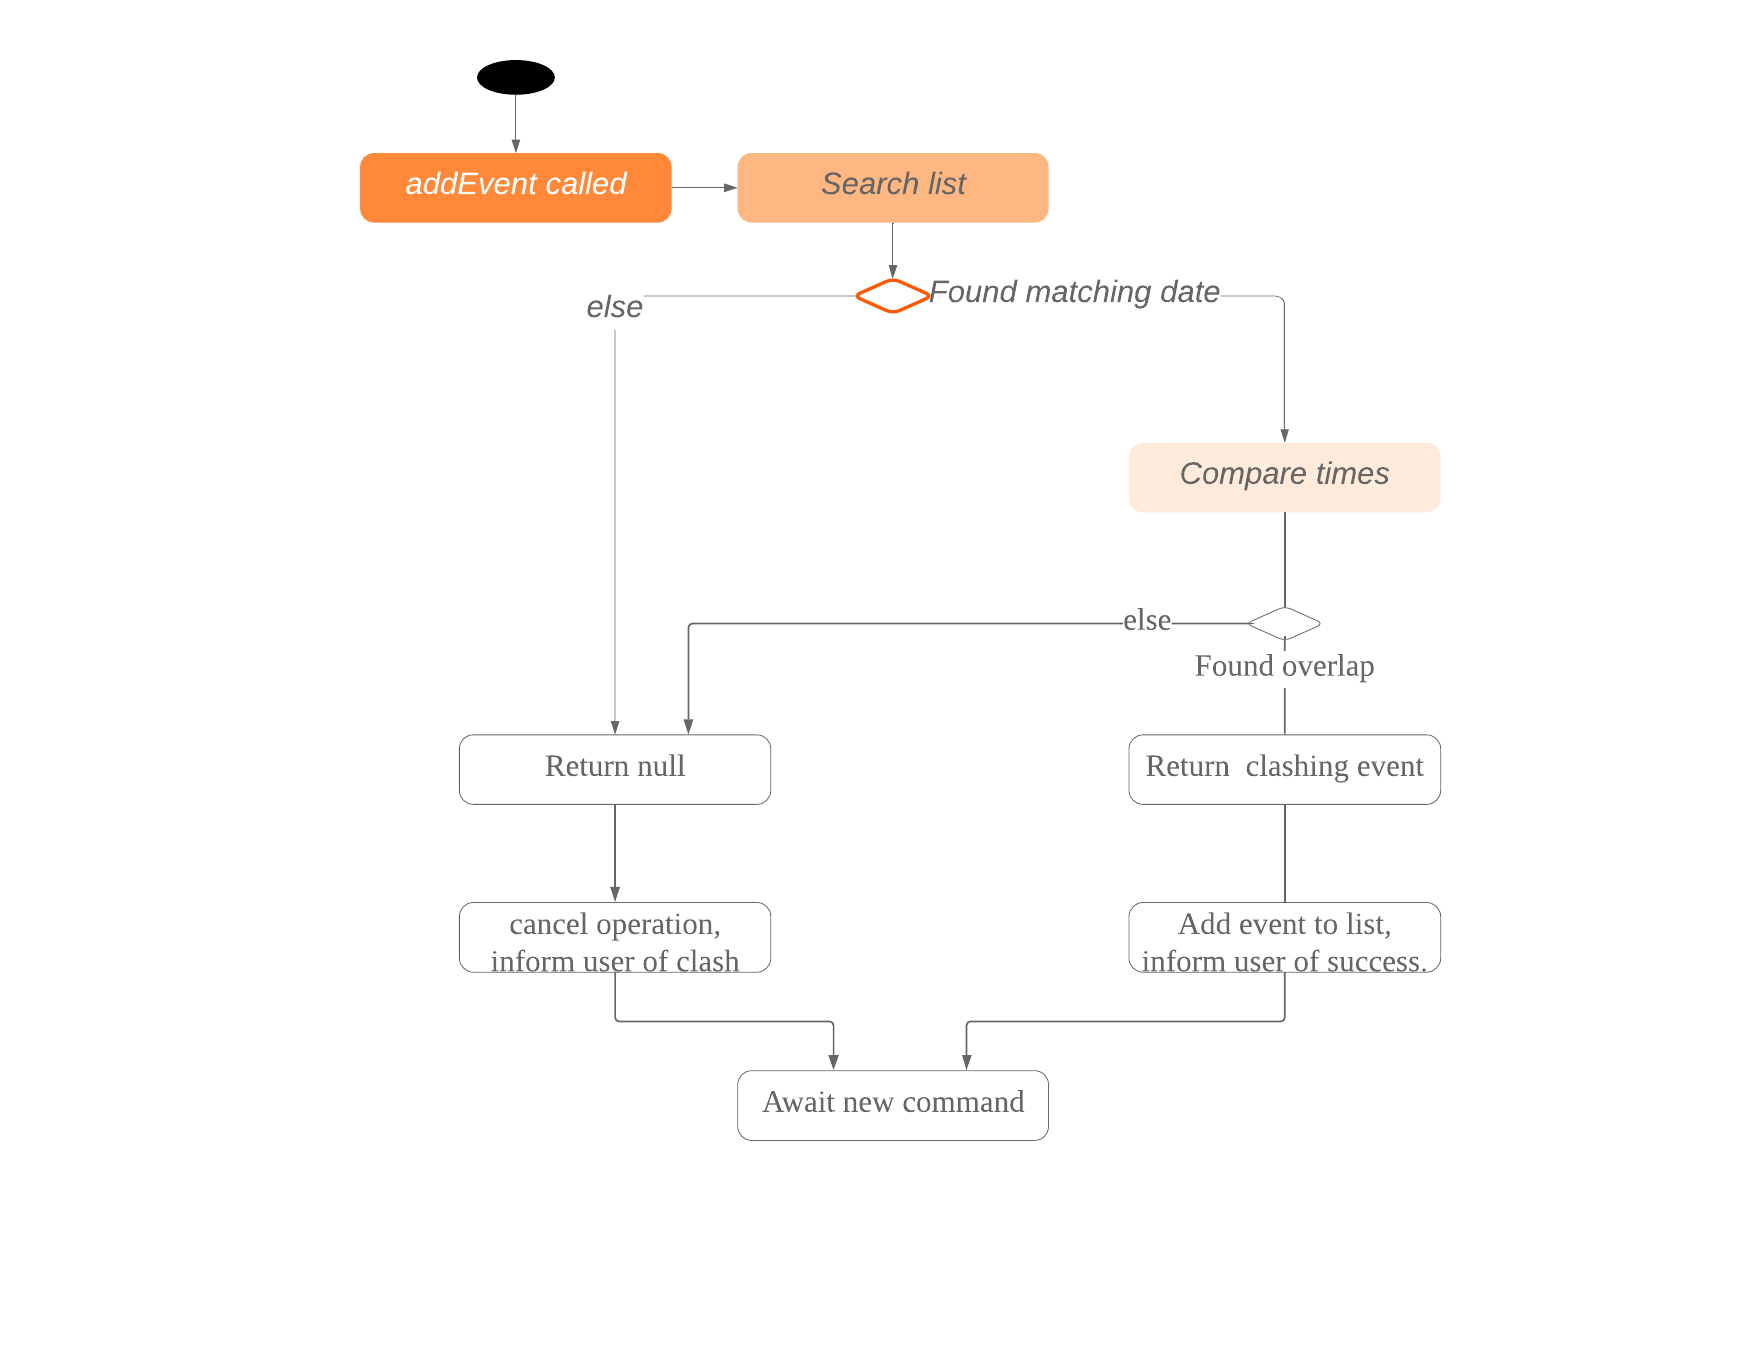 addEvent called
Search list
else
Found matching date
Compare times
else
Found overlap
Return null
Return  clashing event
cancel operation,
inform user of clash
Add event to list,
inform user of success.
Await new command